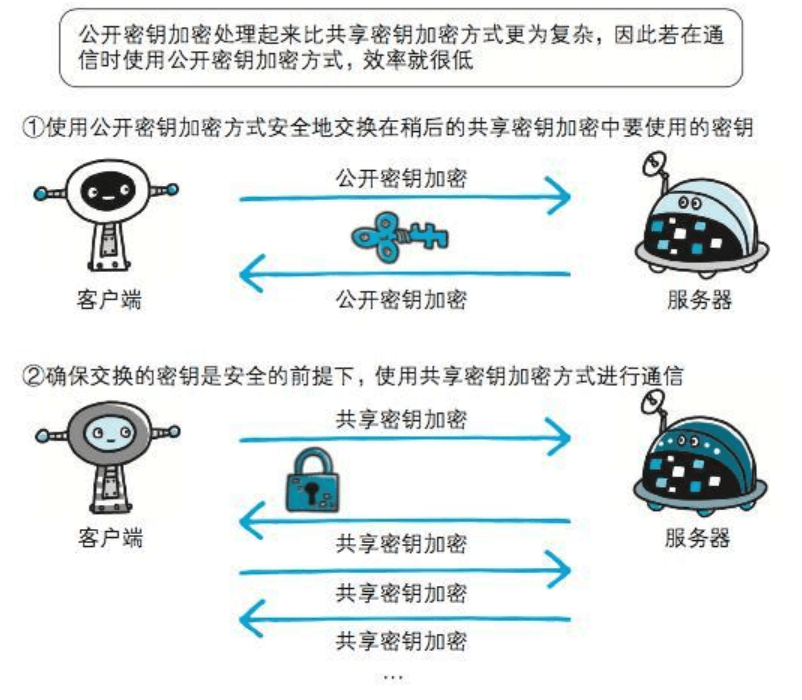 公开密钥加密处理起来比共享密钥加密方式更为复杂，因此若在通
信时使用公开密钥加密方式，效率就很低
①使用公开密钥加密方式安全地交换在稍后的共享密钥加密中要使用的密钥
公开密钥加密
客户端
公开密钥加密
服务器
②确保交换的密钥是安全的前提下，使用共享密钥加密方式进行通信
共享密钥加密
客户端
共享密钥加密
服务器
共享密钥加密
共享密钥加密
…